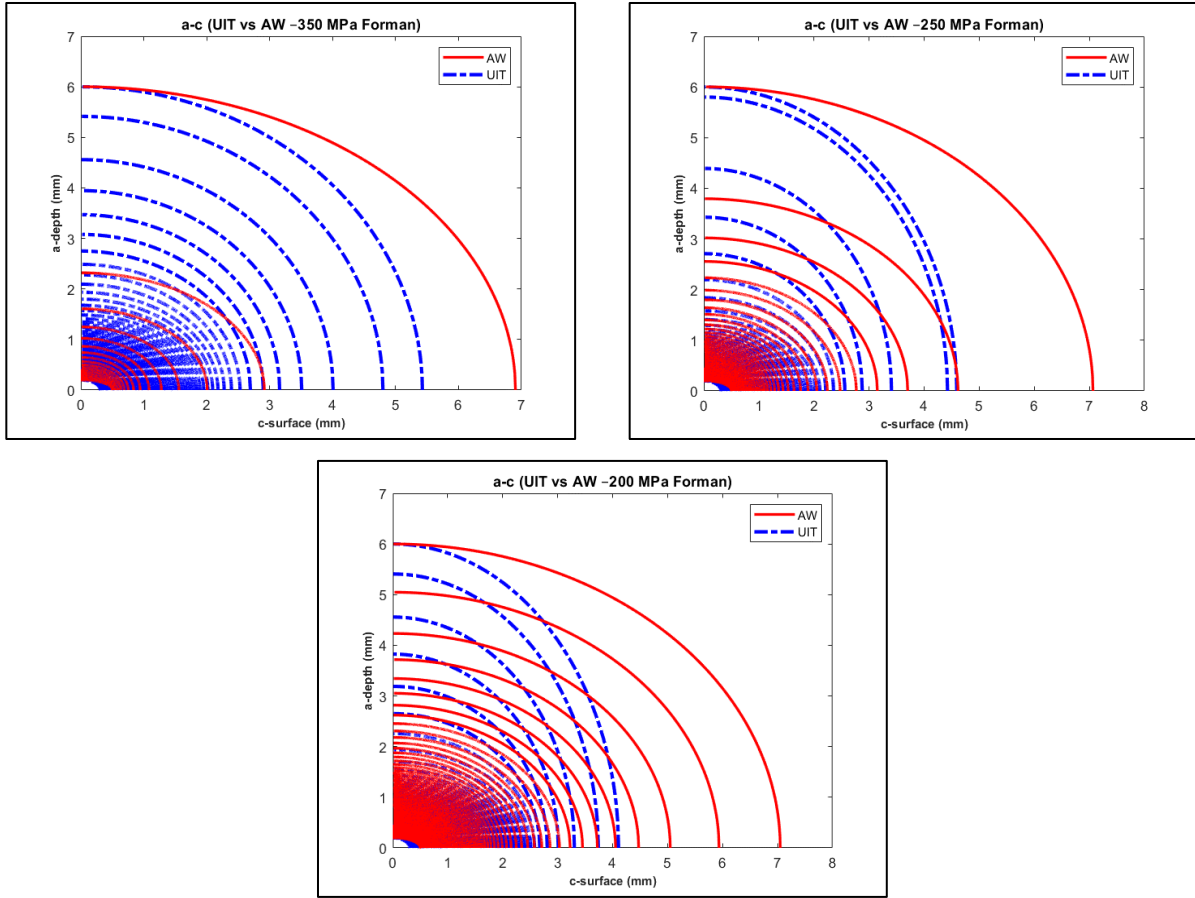 a-c (UIT vs AW –350 MPa Forman)
7
6
5
4
3
2
1
0
a-depth (mm)
AW
UIT
0 1 2 3 4 5 6 7
c-surface (mm)
a-c (UIT vs AW –250 MPa Forman)
7
6
5
4
3
2
1
0
a-depth (mm)
AW
UIT
0 1 2 3 4 5 6 7 8
c-surface (mm)
a-c (UIT vs AW –200 MPa Forman)
7
6
5
4
3
2
1
0
a-depth (mm)
AW
UIT
0 1 2 3 4 5 6 7 8
c-surface (mm)